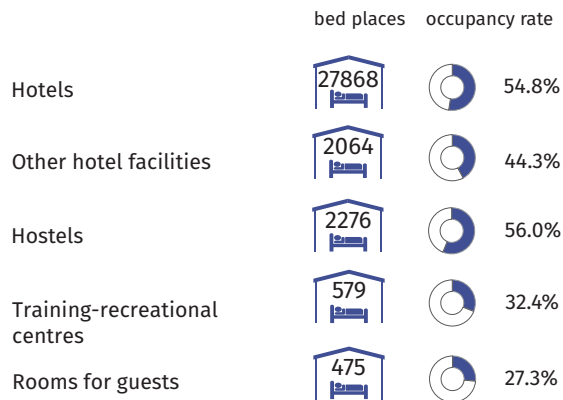 bed places occupancy rate
Hotels 27868 54.8%
Other hotel facilities 2064 44.3%
Hostels 2276 56.0%
Training-recreational
centres 579 32.4%
Rooms for guests 475 27.3%